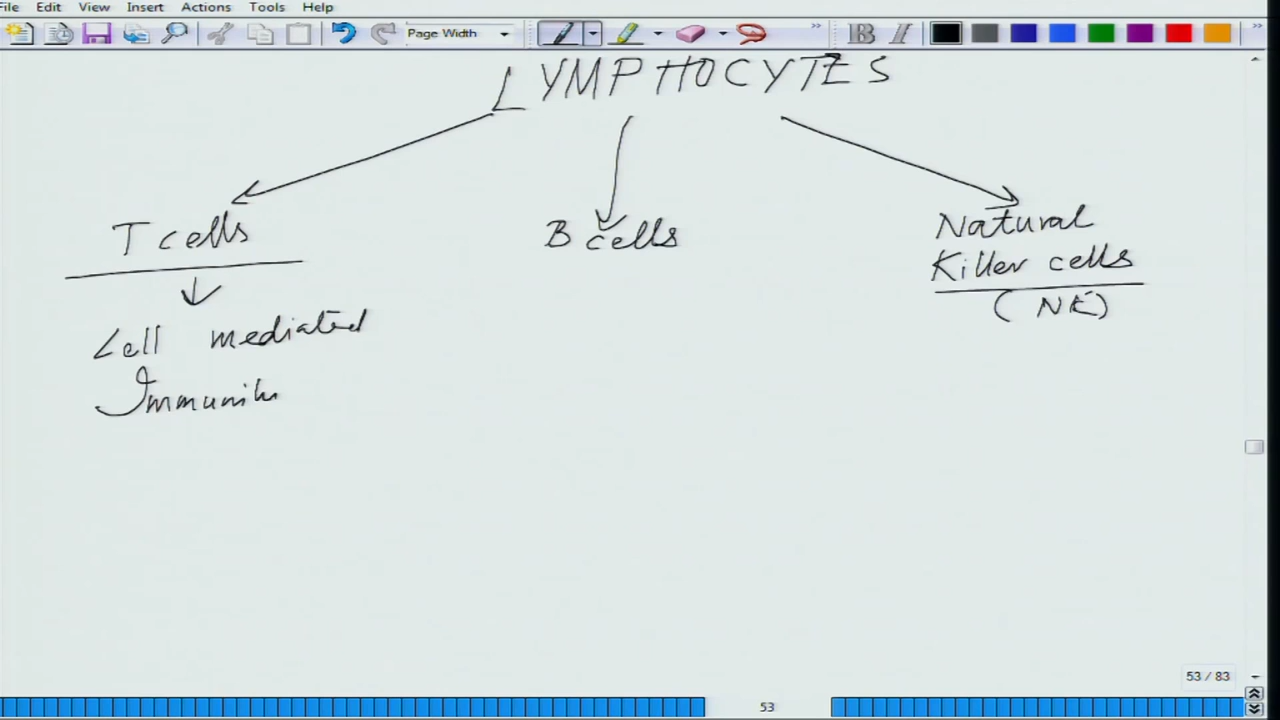 File Edit View Insert Actions Tools Help
Page Width
B I
LYMPHOCYTES
T cells
B cells
Natural
Killer cells
(NK)
Cell mediated
Immunit
53 / 83
53